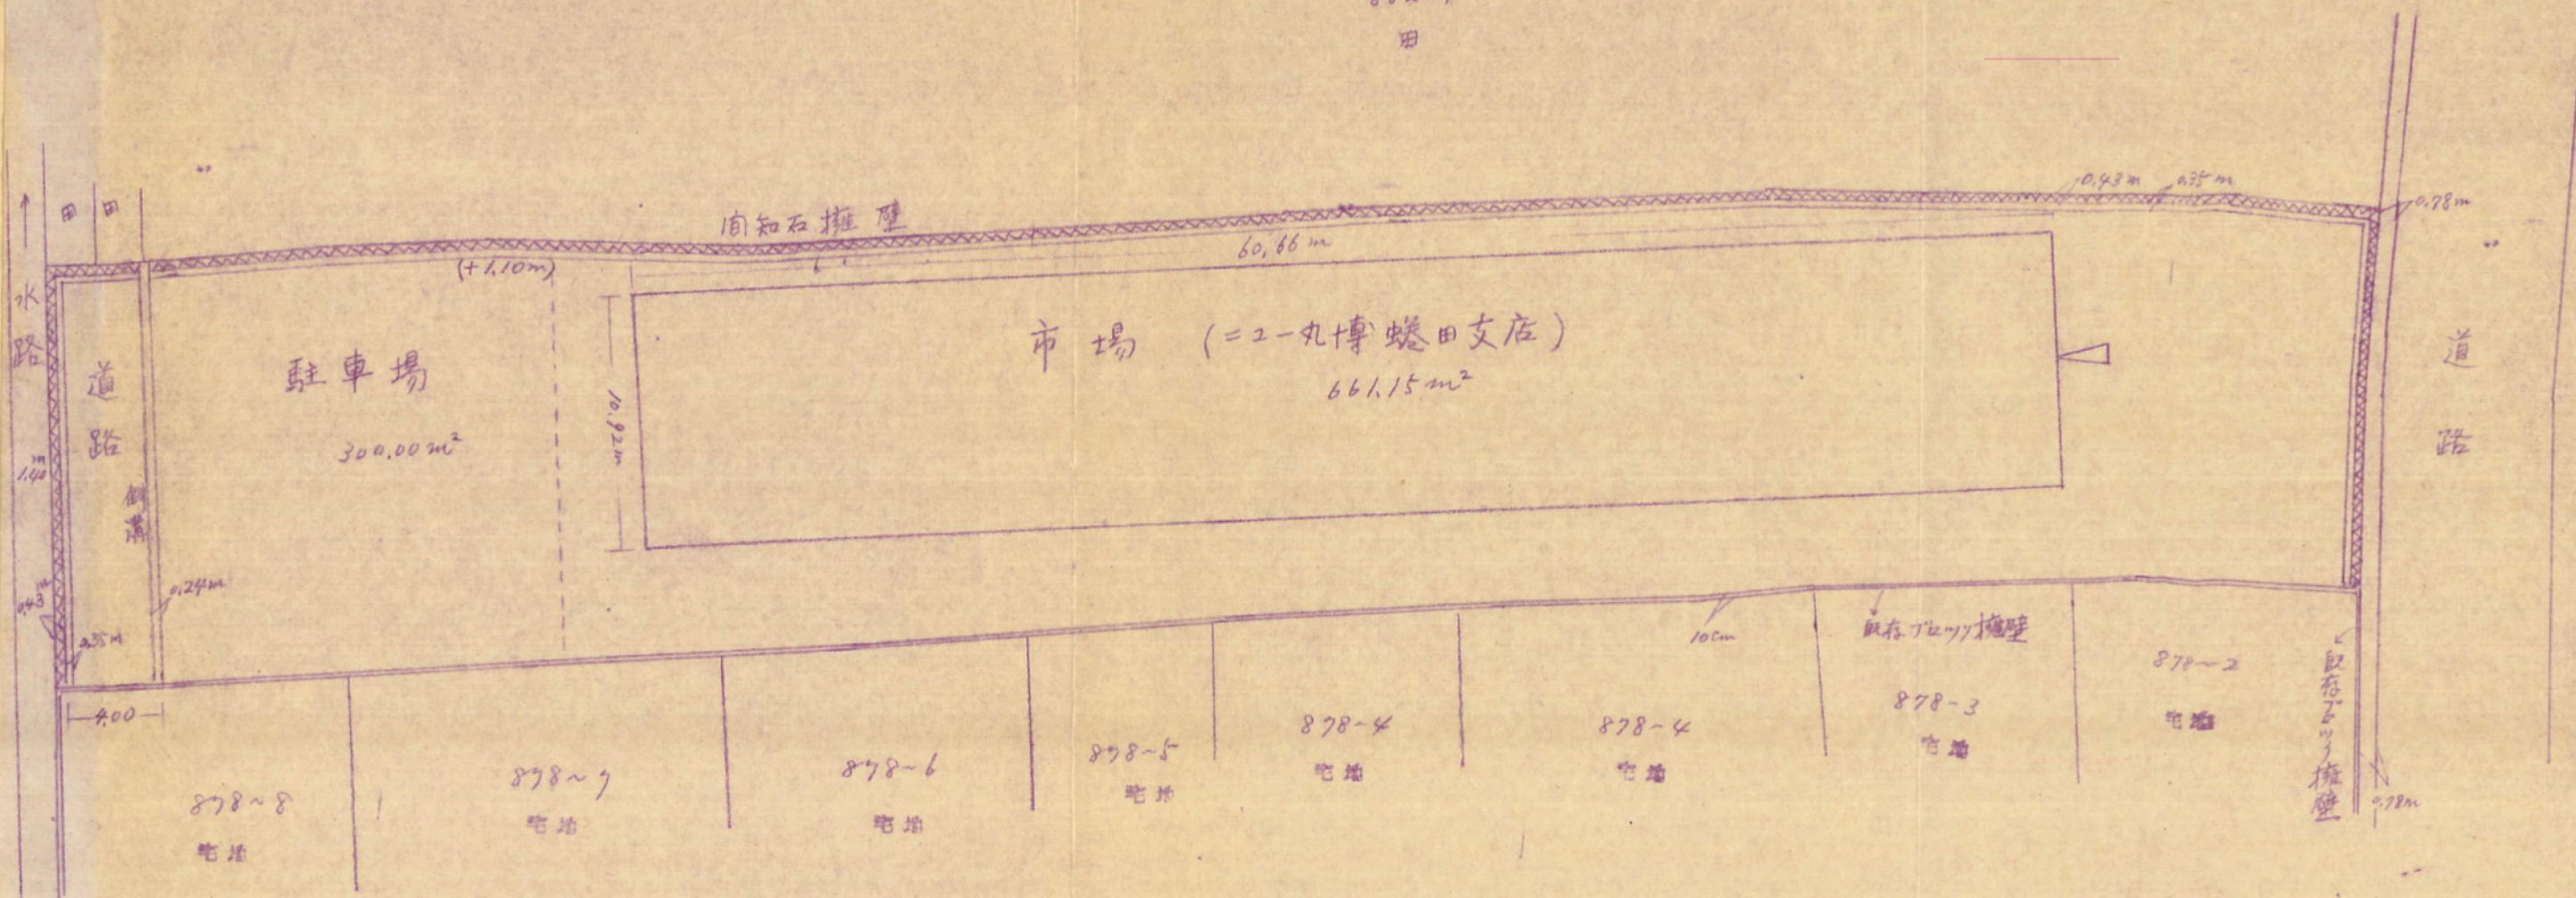 田
田 田
水路
間知石擁壁
(+1.10m)
60.66m
0.43m
0.35m
0.78m
道路
駐車場
300.00m²
側溝
10.92m
市場 (ニュー丸博蜷田支店)
661.15m²
道路
1.40m
0.43m
0.35m
0.24m
4.00
10cm
既存ブロック擁壁
既存ブロック擁壁
0.78m
878~8
宅地
878~7
宅地
878~6
宅地
878~5
宅地
878~4
宅地
878~4
宅地
878~3
宅地
878~2
宅地